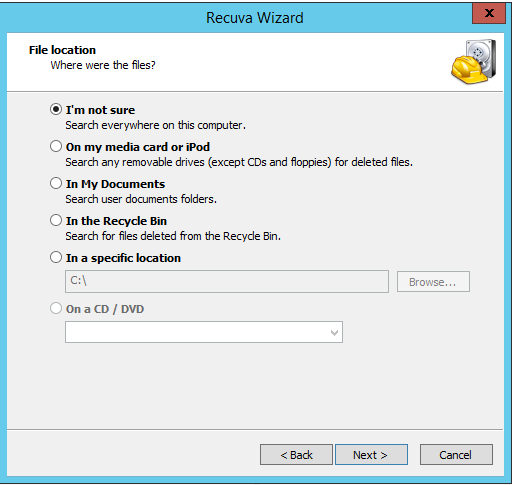 Recuva Wizard
x
File location
Where were the files?
I'm not sure
Search everywhere on this computer.
On my media card or iPod
Search any removable drives (except CDs and floppies) for deleted files.
In My Documents
Search user documents folders.
In the Recycle Bin
Search for files deleted from the Recycle Bin.
In a specific location
C:\ Browse...
On a CD / DVD
< Back Next > Cancel